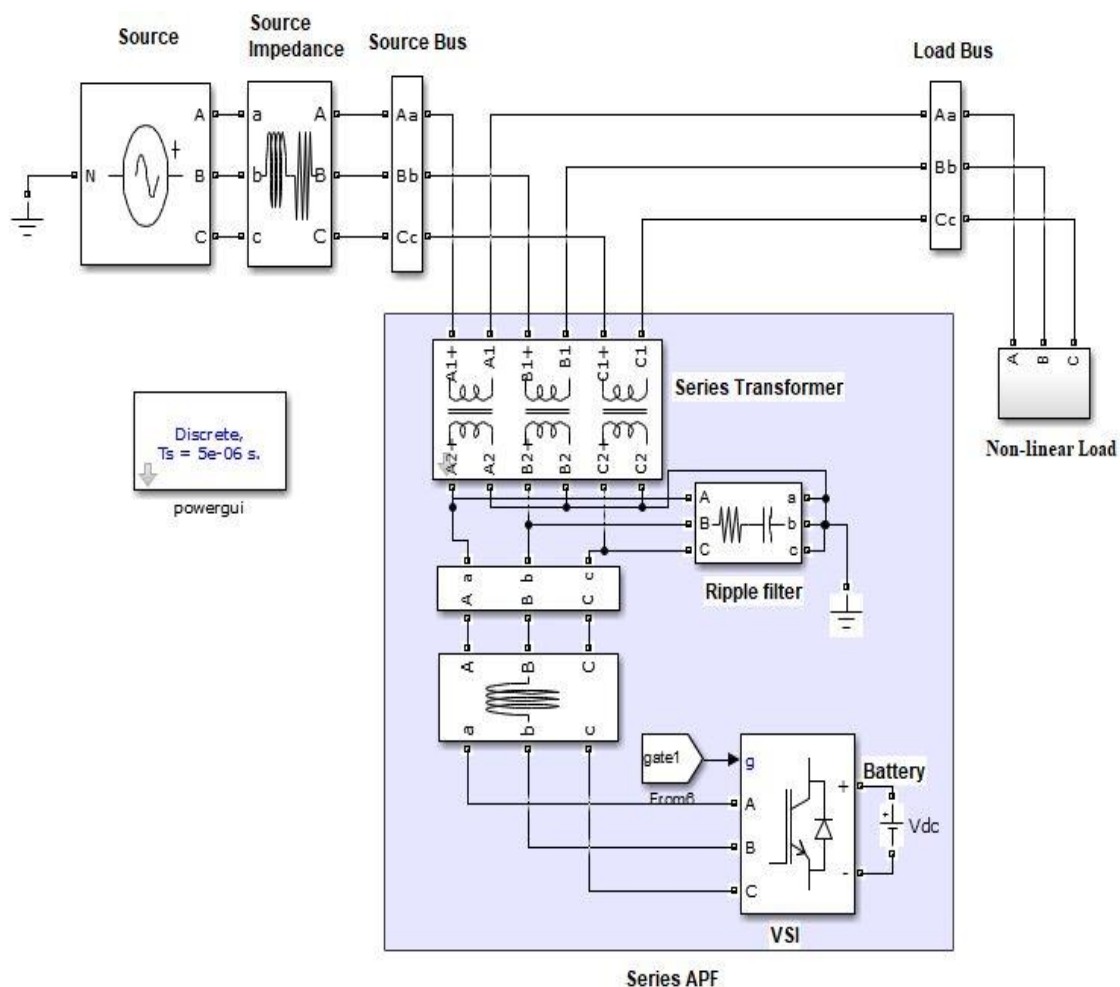 Source
Source
Impedance
Source Bus
Load Bus
A
a
A
Aa
Aa
N
+
B
b
B
Bb
Bb
C
c
C
Cc
Cc
A1+
A1
B1+
B1
C1+
C1
Series Transformer
A2+
A2
B2+
B2
C2+
C2
A
B
C
Non-linear Load
Discrete,
Ts = 5e-06 s.
powergui
A
a
B
b
C
c
Ripple filter
a
b
c
A
B
C
A
B
C
a
b
c
gate1
From6
g
A
B
C
+
-
VSI
Battery
+
Vdc
Series APF